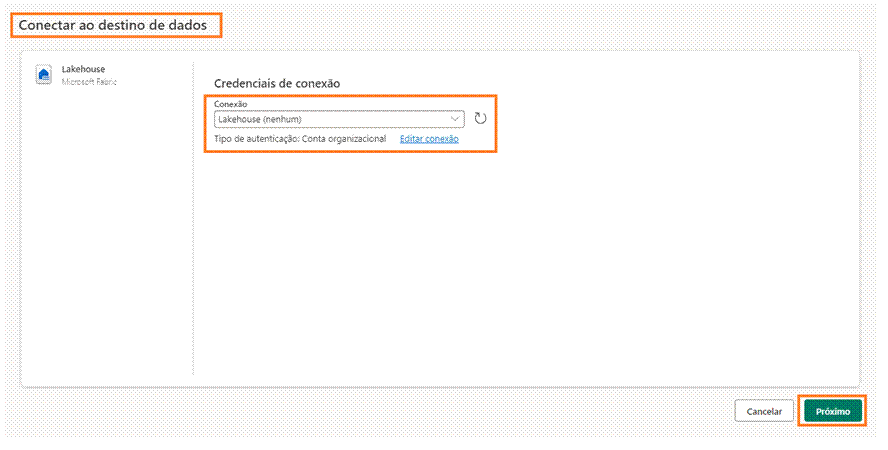 Conectar ao destino de dados
Lakehouse
Microsoft Fabric
Credenciais de conexão
Conexão
Lakehouse (nenhum)
Tipo de autenticação: Conta organizacional Editar conexão
Cancelar Próximo